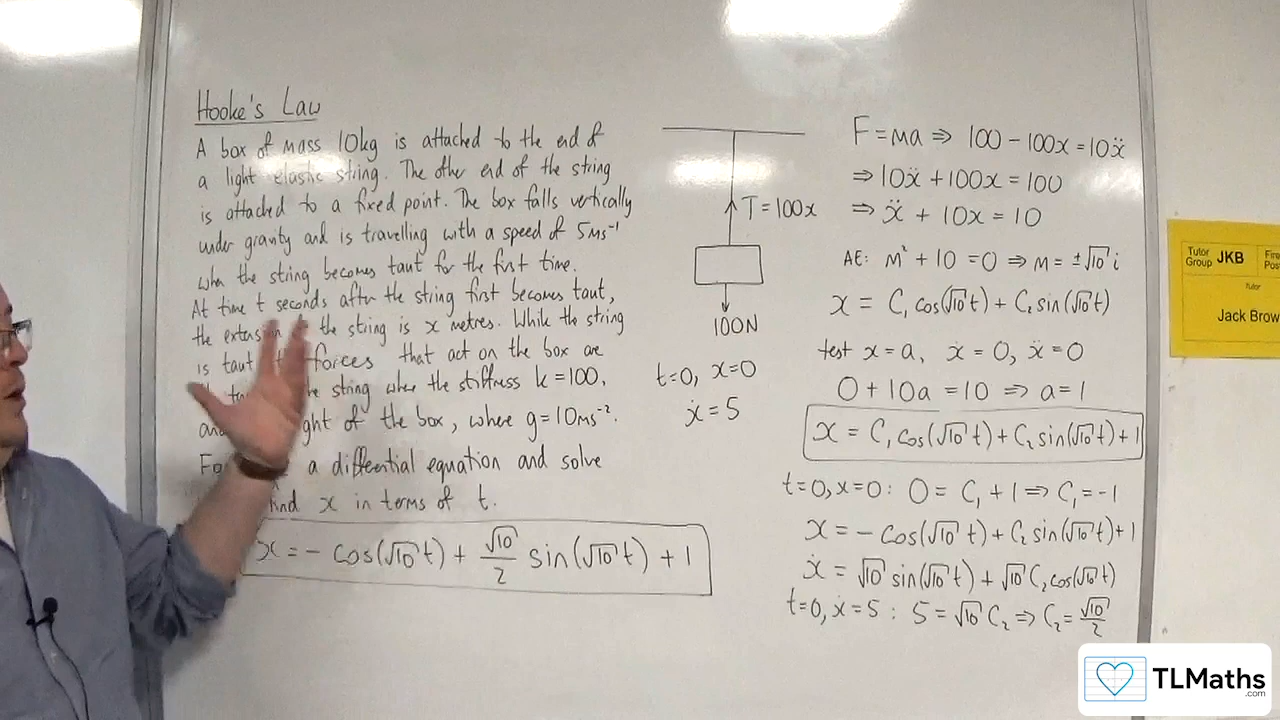 Hooke's Law
A box of mass 10kg is attached to the end of
a light elastic string. The other end of the string
is attached to a fixed point. The box falls vertically
under gravity and is travelling with a speed of 5ms⁻¹
when the string becomes taut for the first time.
At time t seconds after the string first becomes taut,
the extension the string is x metres. While the string
is taut forces that act on the box are
string where the stiffness k=100,
of the box, where g=10ms⁻².
a differential equation and solve
find x in terms of t.
x = - cos(√10 t) + √10/2 sin(√10 t) + 1
T = 100x
100N
t=0, x=0
ẋ = 5
F = ma ⇒ 100 - 100x = 10ẍ
⇒ 10ẍ + 100x = 100
⇒ ẍ + 10x = 10
AE: m² + 10 = 0 ⇒ m = ±√10 i
x = C₁ cos(√10 t) + C₂ sin(√10 t)
test x = a, ẋ = 0, ẍ = 0
0 + 10a = 10 ⇒ a = 1
x = C₁ cos(√10 t) + C₂ sin(√10 t) + 1
t=0, x=0 : 0 = C₁ + 1 ⇒ C₁ = -1
x = - cos(√10 t) + C₂ sin(√10 t) + 1
ẋ = √10 sin(√10 t) + √10 C₂ cos(√10 t)
t=0, ẋ=5 : 5 = √10 C₂ ⇒ C₂ = √10/2
Tutor Group JKB
Tutor
Jack Brow
TLMaths
.com